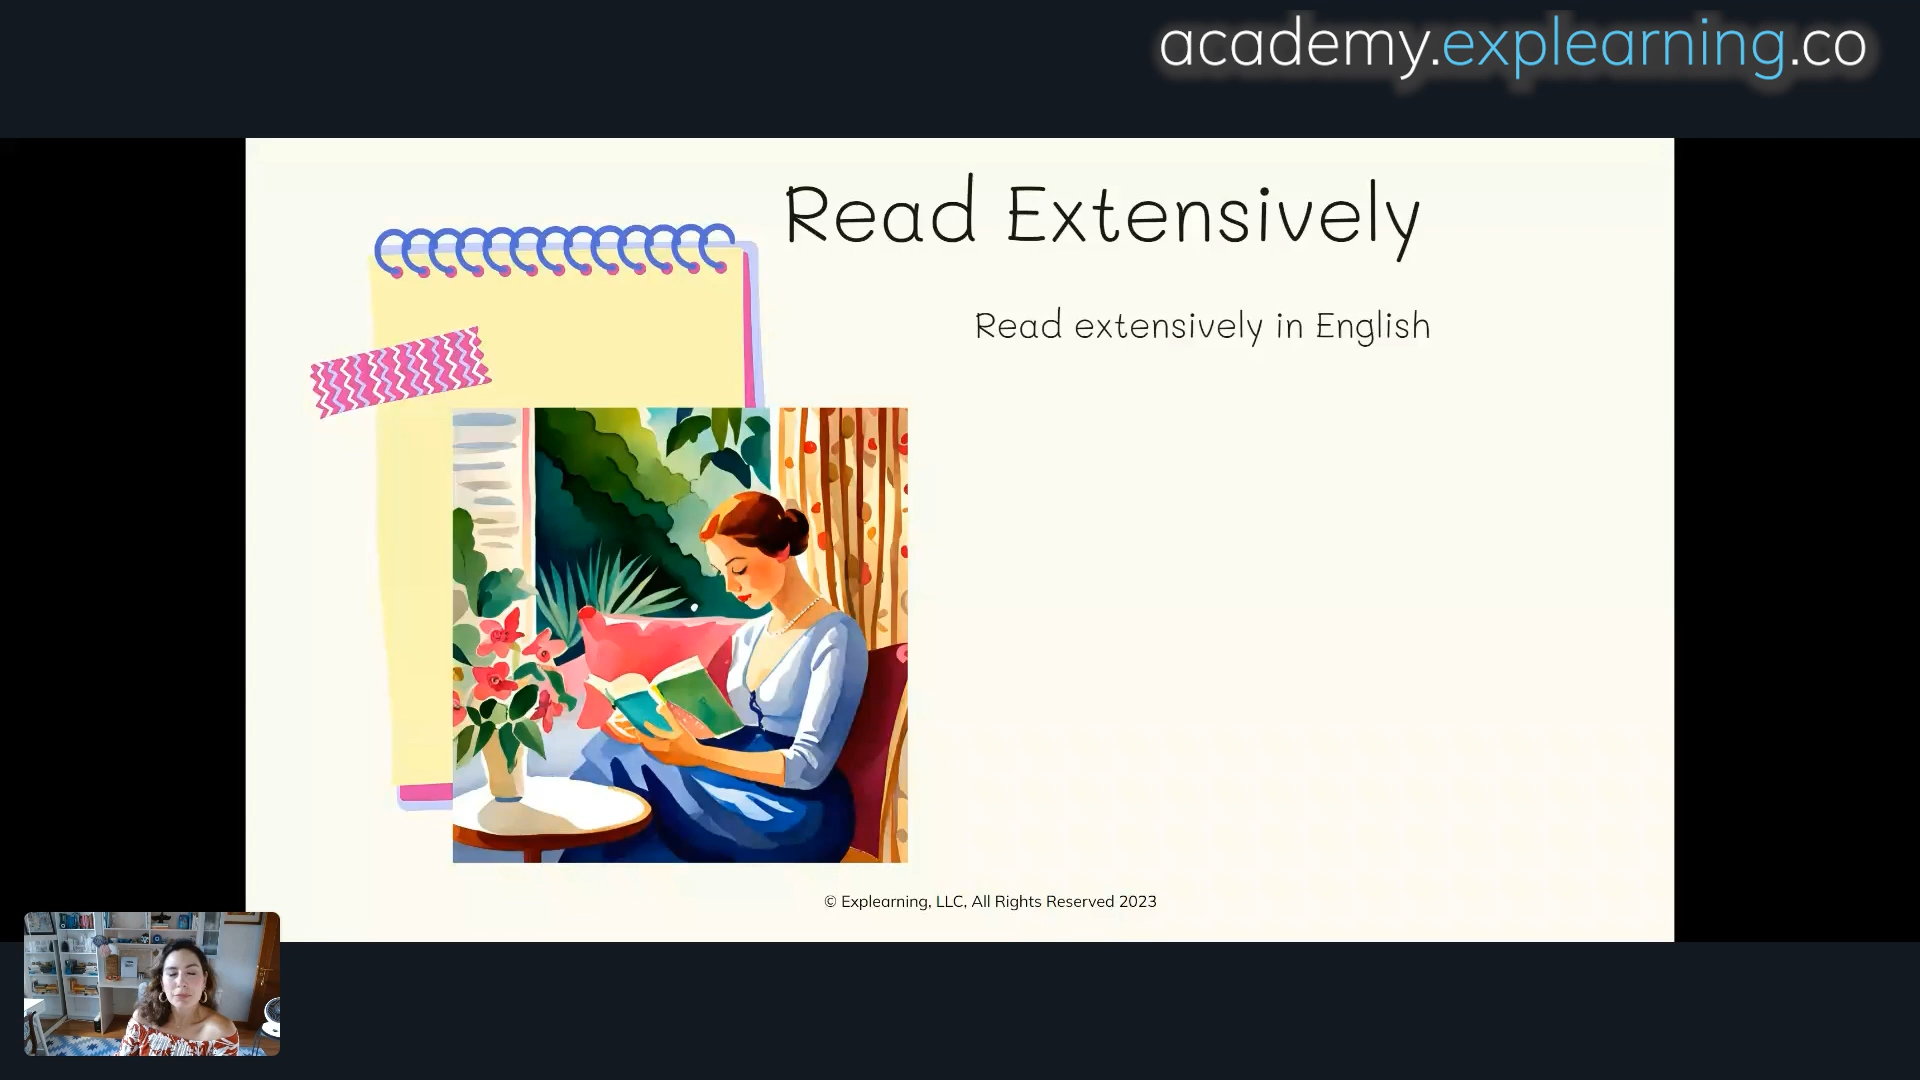 academy.explearning.co
Read Extensively
Read extensively in English
© Explearning, LLC, All Rights Reserved 2023